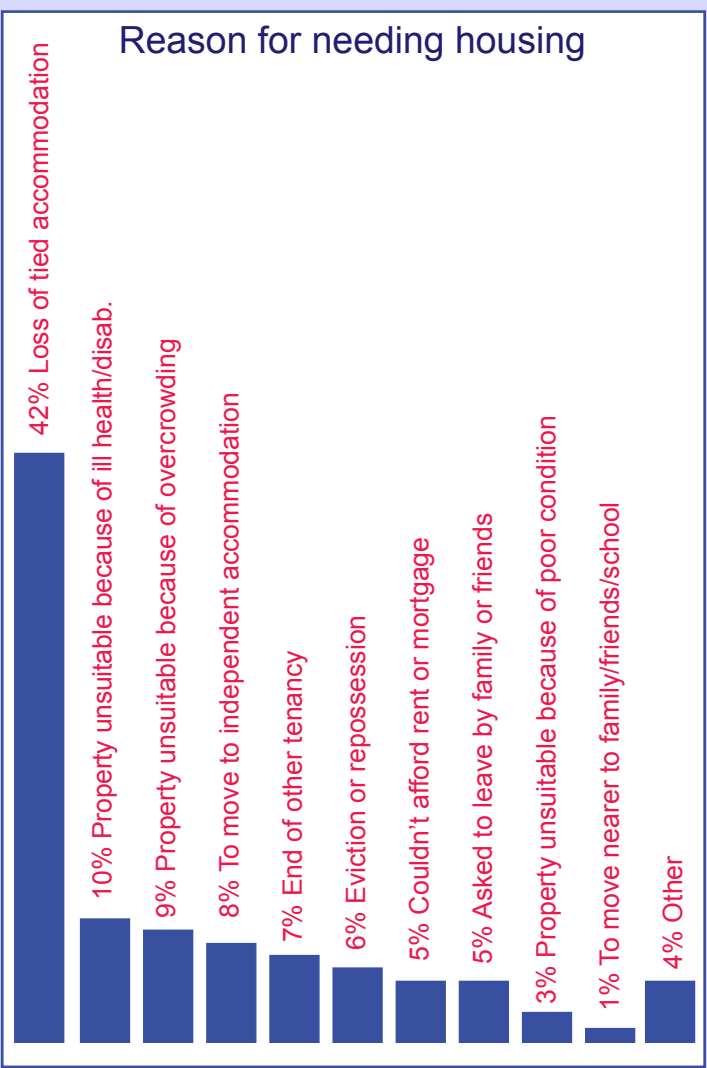 Reason for needing housing
42% Loss of tied accommodation
10% Property unsuitable because of ill health/disab.
9% Property unsuitable because of overcrowding
8% To move to independent accommodation
7% End of other tenancy
6% Eviction or repossession
5% Couldn’t afford rent or mortgage
5% Asked to leave by family or friends
3% Property unsuitable because of poor condition
1% To move nearer to family/friends/school
4% Other